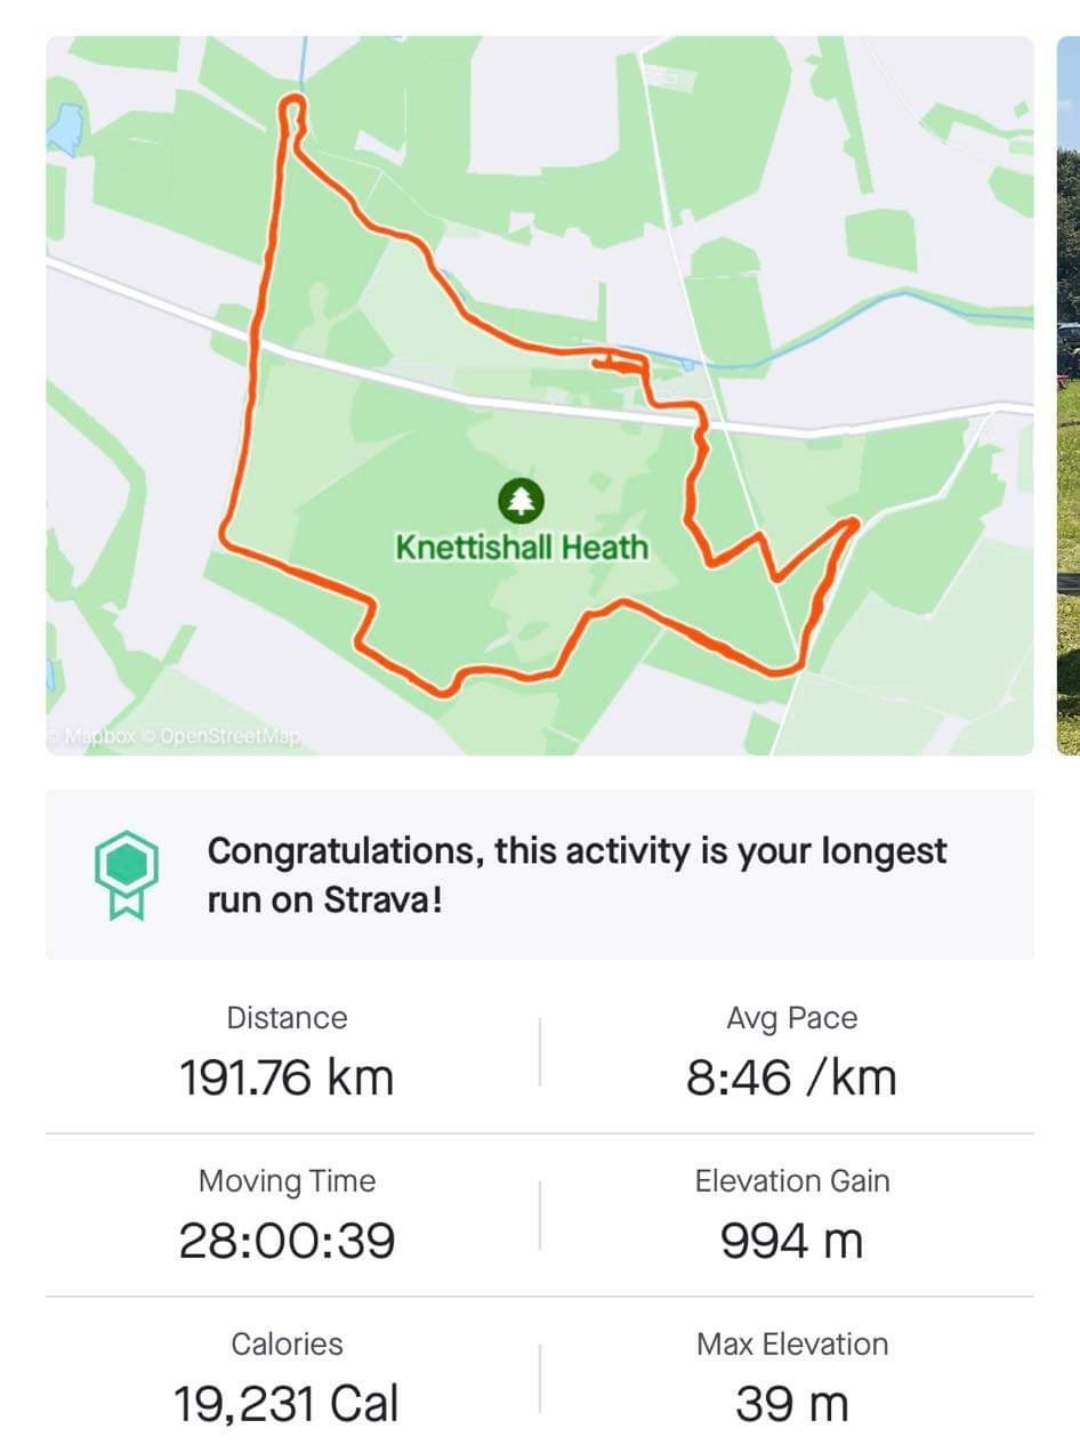 Knettishall Heath
© Mapbox © OpenStreetMap
Congratulations, this activity is your longest
run on Strava!
Distance
191.76 km
Avg Pace
8:46 /km
Moving Time
28:00:39
Elevation Gain
994 m
Calories
19,231 Cal
Max Elevation
39 m